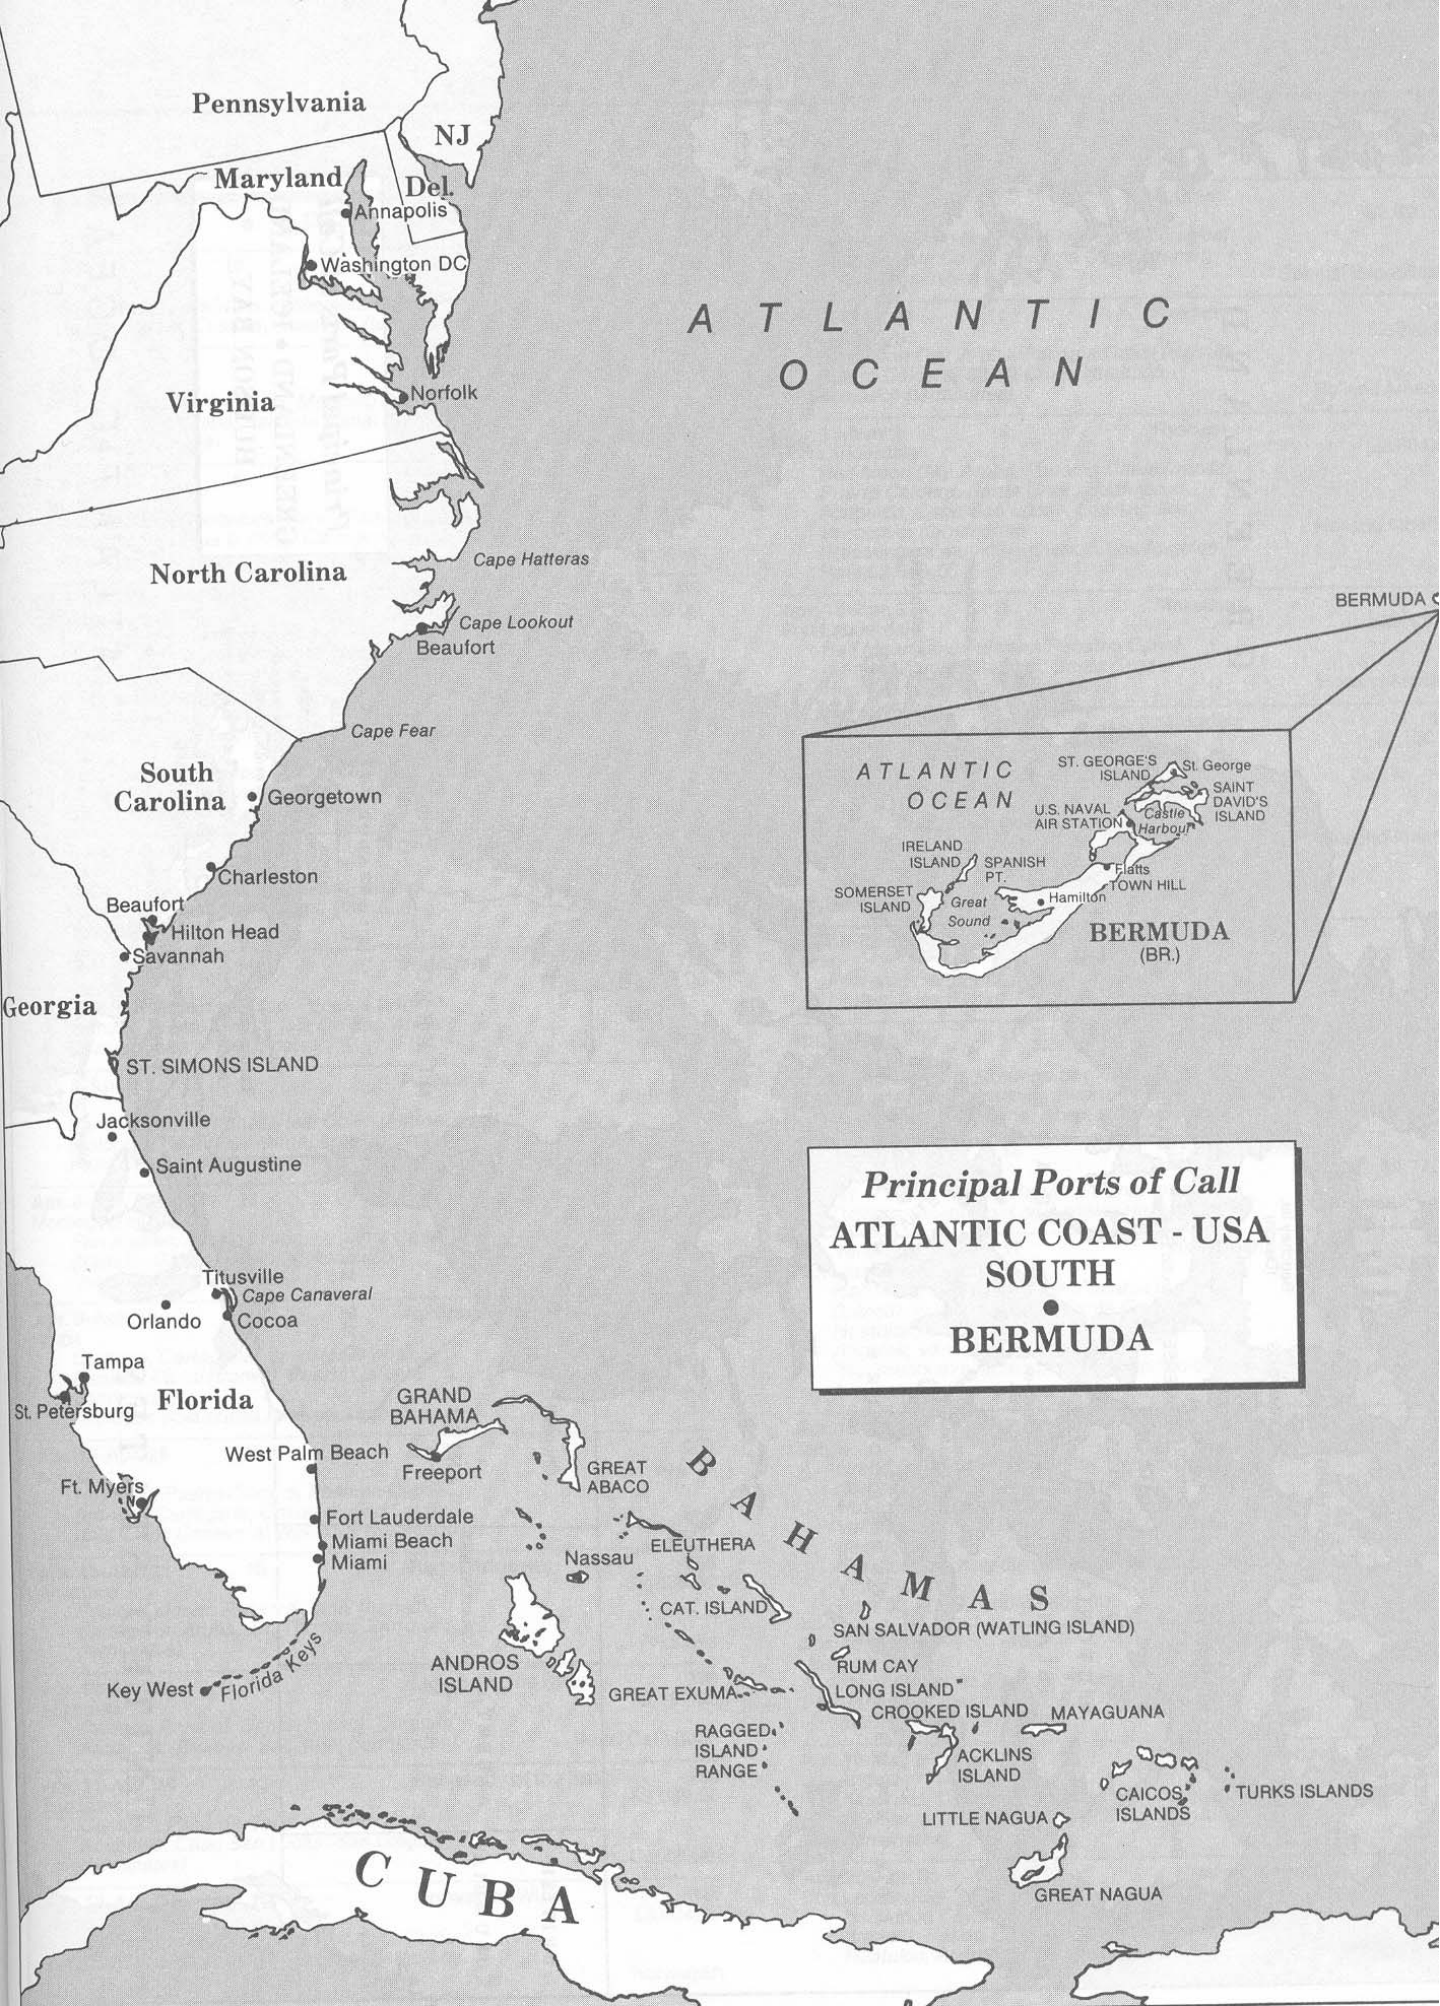 Pennsylvania
NJ
Maryland
Del.
Annapolis
Washington DC
Virginia
Norfolk
ATLANTIC
OCEAN
North Carolina
Cape Hatteras
Cape Lookout
Beaufort
BERMUDA
Cape Fear
South
Carolina
Georgetown
Charleston
Beaufort
Hilton Head
Savannah
Georgia
ST. SIMONS ISLAND
ATLANTIC
OCEAN
ST. GEORGE'S
ISLAND
St. George
SAINT
DAVID'S
ISLAND
U.S. NAVAL
AIR STATION
Castle
Harbour
IRELAND
ISLAND
SPANISH
PT.
Flatts
TOWN HILL
SOMERSET
ISLAND
Great
Sound
Hamilton
BERMUDA
(BR.)
Jacksonville
Saint Augustine
Principal Ports of Call
ATLANTIC COAST - USA
SOUTH
●
BERMUDA
Titusville
Cape Canaveral
Orlando
Cocoa
Tampa
St. Petersburg
Florida
West Palm Beach
Ft. Myers
Fort Lauderdale
Miami Beach
Miami
Key West
Florida Keys
GRAND
BAHAMA
Freeport
GREAT
ABACO
BAHAMAS
ELEUTHERA
Nassau
CAT. ISLAND
SAN SALVADOR (WATLING ISLAND)
ANDROS
ISLAND
RUM CAY
GREAT EXUMA
LONG ISLAND
CROOKED ISLAND
MAYAGUANA
RAGGED
ISLAND
RANGE
ACKLINS
ISLAND
CAICOS
ISLANDS
TURKS ISLANDS
LITTLE NAGUA
GREAT NAGUA
CUBA